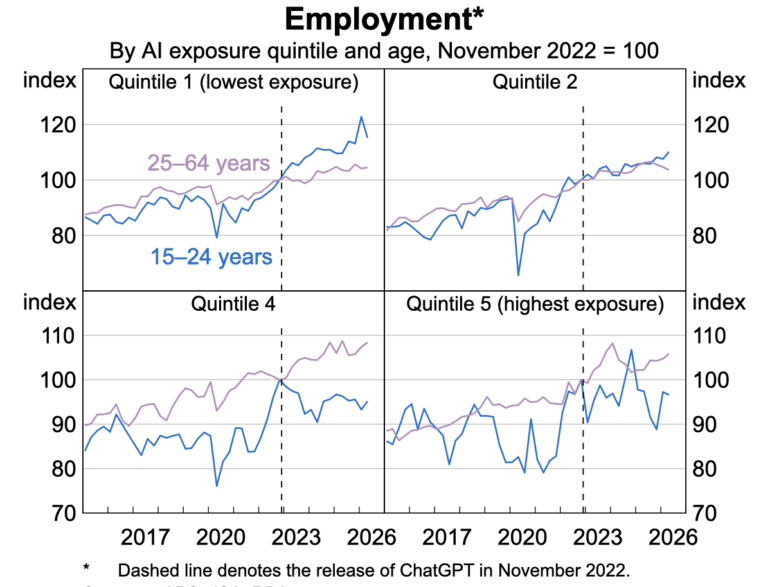 Employment*
By AI exposure quintile and age, November 2022 = 100
index Quintile 1 (lowest exposure) Quintile 2 index
120 120
25–64 years
100 100
80 80
15–24 years
index Quintile 4 Quintile 5 (highest exposure) index
110 110
100 100
90 90
80 80
70 70
2017 2020 2023 2026 2017 2020 2023 2026
* Dashed line denotes the release of ChatGPT in November 2022.